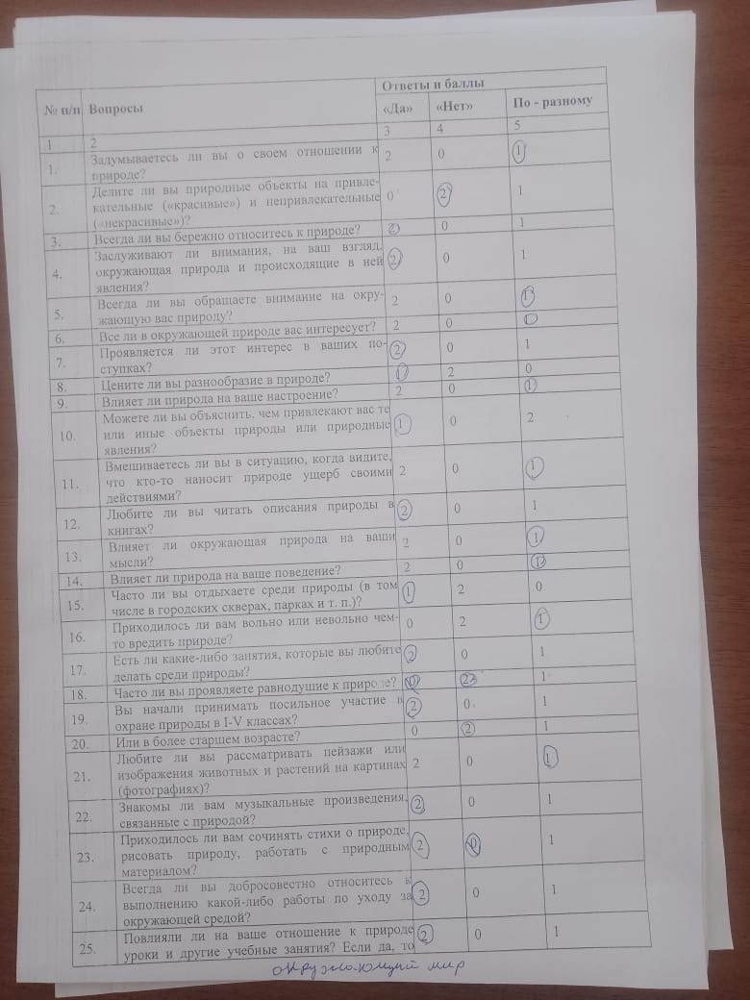 № п/п Вопросы Ответы и баллы
«Да» «Нет» По - разному
1 2 3 4 5
1. Задумываетесь ли вы о своем отношении к 2 0 1
природе?
2. Делите ли вы природные объекты на привле- 0 2 1
кательные («красивые») и непривлекательные
(«некрасивые»)?
3. Всегда ли вы бережно относитесь к природе? 2 0 1
4. Заслуживают ли внимания, на ваш взгляд, 2 0 1
окружающая природа и происходящие в ней
явления?
5. Всегда ли вы обращаете внимание на окру- 2 0 1
жающую вас природу?
6. Все ли в окружающей природе вас интересует? 2 0
7. Проявляется ли этот интерес в ваших по- 2 0 1
ступках?
8. Цените ли вы разнообразие в природе? 1 2 0
9. Влияет ли природа на ваше настроение? 2 0 1
10. Можете ли вы объяснить, чем привлекают вас те 1 0 2
или иные объекты природы или природные
явления?
11. Вмешиваетесь ли вы в ситуацию, когда видите, 2 0 1
что кто-то наносит природе ущерб своими
действиями?
12. Любите ли вы читать описания природы в 2 0 1
книгах?
13. Влияет ли окружающая природа на ваши 2 0 1
мысли?
14. Влияет ли природа на ваше поведение? 2 0 1
15. Часто ли вы отдыхаете среди природы (в том 1 2 0
числе в городских скверах, парках и т. п.)?
16. Приходилось ли вам вольно или невольно чем- 0 2 1
то вредить природе?
17. Есть ли какие-либо занятия, которые вы любите 2 0 1
делать среди природы?
18. Часто ли вы проявляете равнодушие к природе? 0 2 1
19. Вы начали принимать посильное участие в 2 0 1
охране природы в I-V классах?
20. Или в более старшем возрасте? 0 2 1
21. Любите ли вы рассматривать пейзажи или 2 0 1
изображения животных и растений на картинах
(фотографиях)?
22. Знакомы ли вам музыкальные произведения, 2 0 1
связанные с природой?
23. Приходилось ли вам сочинять стихи о природе, 2 0 1
рисовать природу, работать с природным
материалом?
24. Всегда ли вы добросовестно относитесь к 2 0 1
выполнению какой-либо работы по уходу за
окружающей средой?
25. Повлияли ли на ваше отношение к природе 2 0 1
уроки и другие учебные занятия? Если да, то
окружающий мир